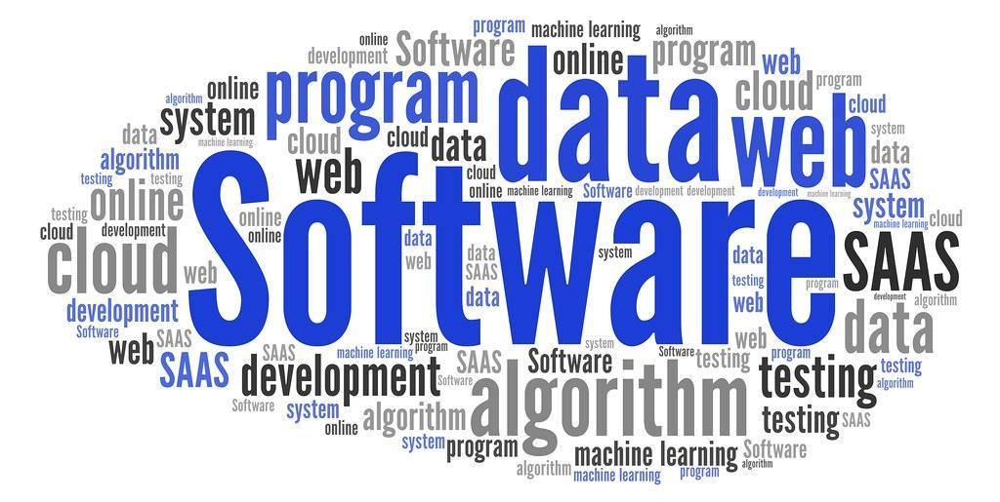 program machine learning algorithm
online Software development
online program web
program data cloud program
online algorithm system cloud
web system
data machine learning cloud cloud data data
algorithm web cloud SAAS
testing testing online machine learning Software development development development machine learning
online system
testing online machine learning cloud
cloud development online
Software
cloud web data web data SAAS system data SAAS
testing program
data web development algorithm
development
Software data
web SAAS system program system Software web
SAAS machine learning SAAS Software testing program testing
SAAS development Software algorithm testing algorithm
Software system algorithm testing SAAS
online
system program machine learning Software
algorithm machine learning program algorithm